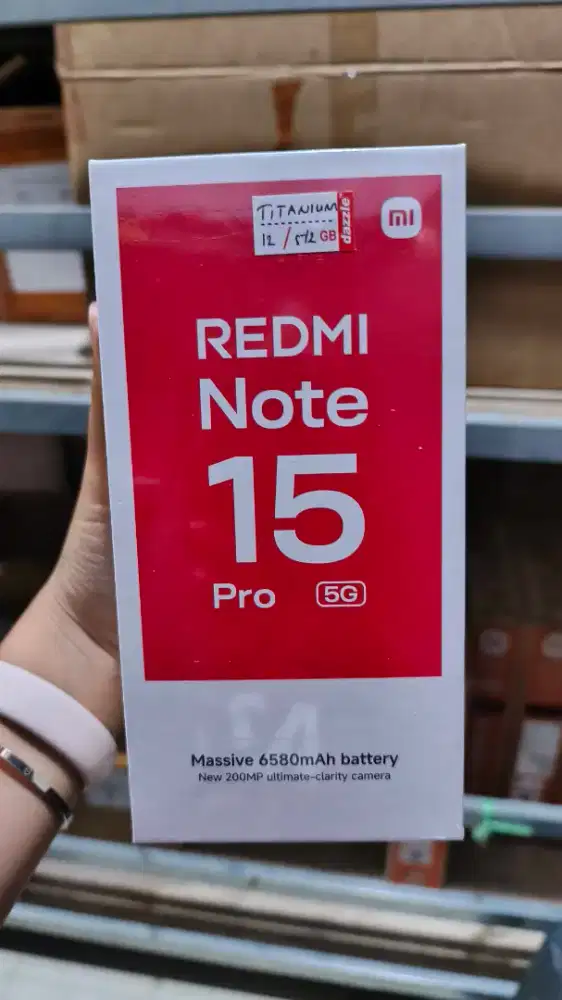 TITANIUM
12 / 512 GB
dazzle
mi
REDMI
Note
15
Pro 5G
Massive 6580mAh battery
New 200MP ultimate-clarity camera